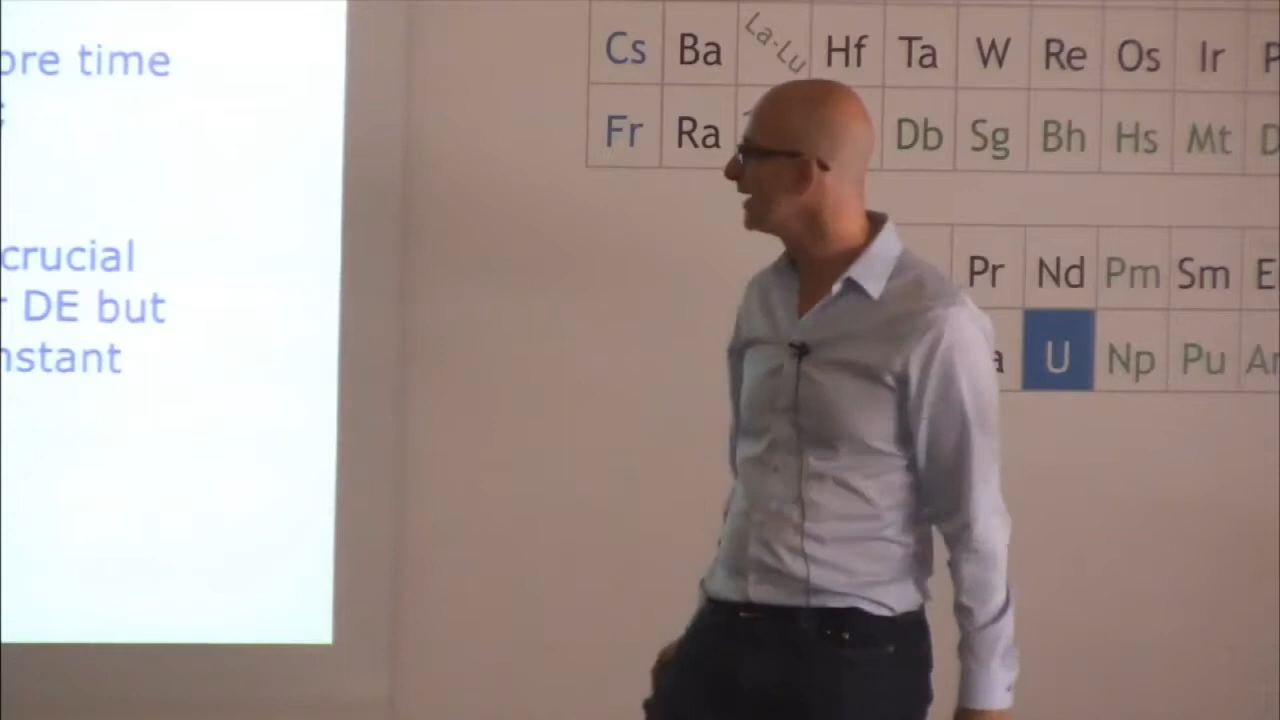 ore time
crucial
DE but
nstant
Cs Ba La-Lu Hf Ta W Re Os Ir
Fr Ra Db Sg Bh Hs Mt
Pr Nd Pm Sm
U Np Pu